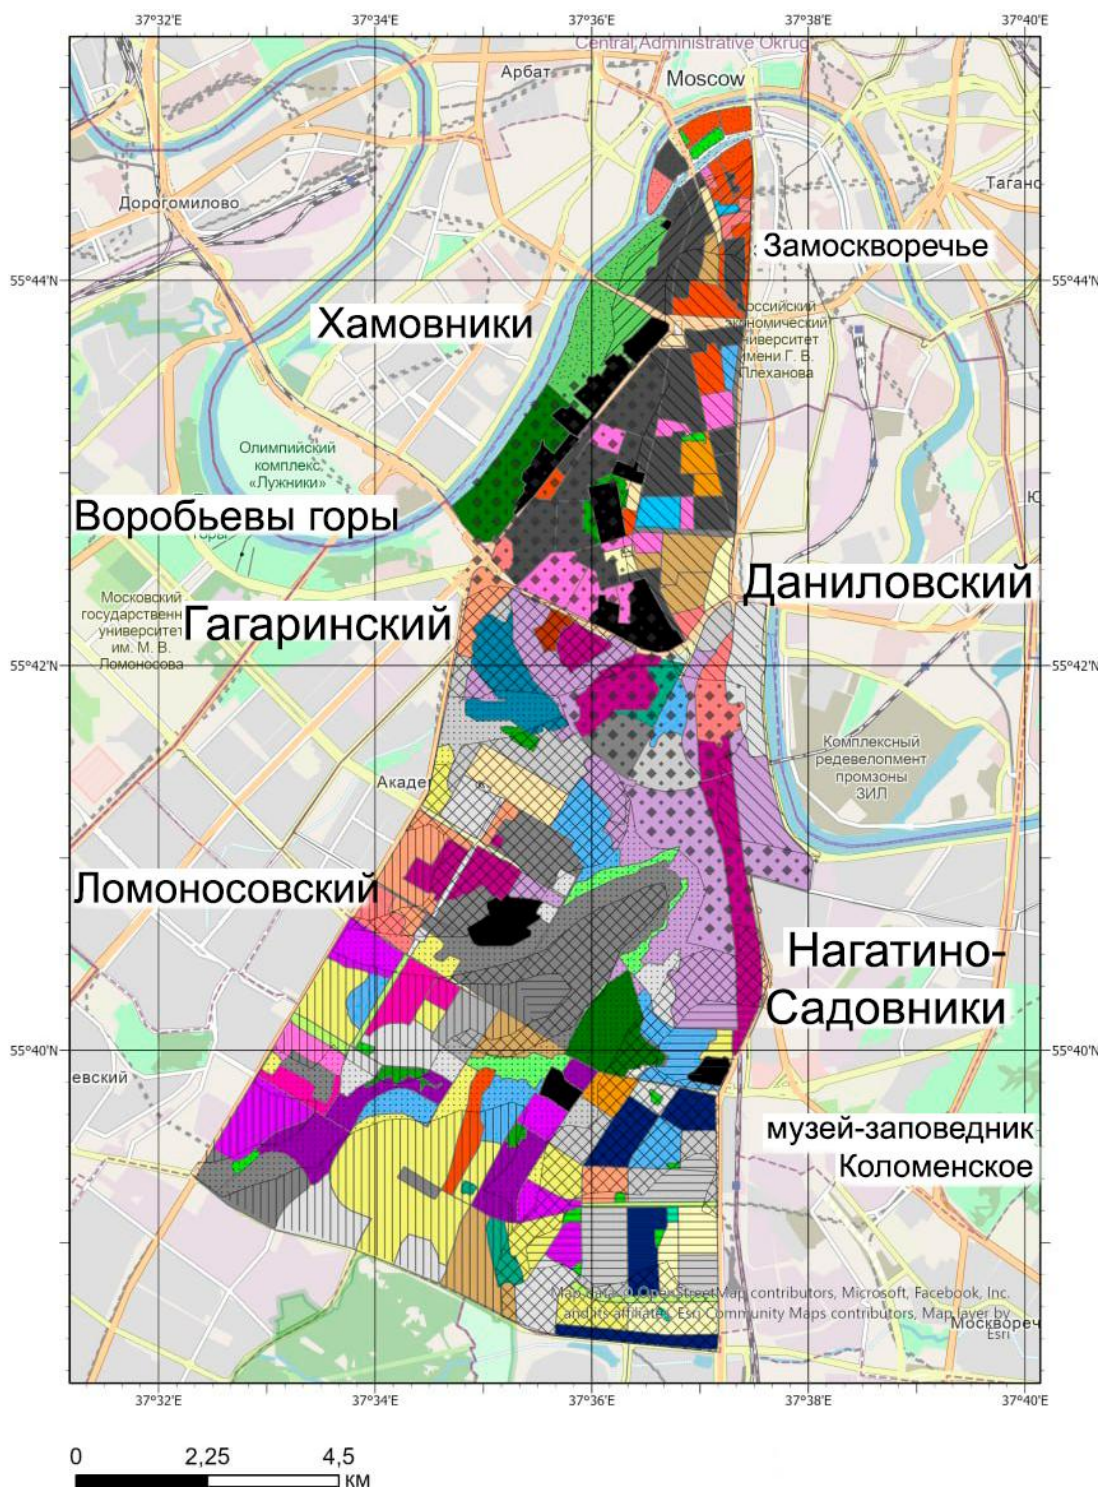 37°32'E 37°34'E 37°36'E 37°38'E 37°40'E
Central Administrative Okrug
Арбат
Moscow
Дорогомилово
Замоскворечье
55°44'N 55°44'N
Хамовники
экономический
университет
имени Г. В.
Плеханова
Олимпийский
комплекс
«Лужники»
Воробьевы горы
горы
Даниловский
Московский
государственн
университет
им. М. В.
Ломоносова
Гагаринский
55°42'N 55°42'N
Комплексный
редевелопмент
промзоны
ЗИЛ
Акаде
Ломоносовский
Нагатино-
Садовники
55°40'N 55°40'N
евский
музей-заповедник
Коломенское
Map data © OpenStreetMap contributors, Microsoft, Facebook, Inc.
and its affiliates, Esri Community Maps contributors, Map layer by
Esri
Москвореч
37°32'E 37°34'E 37°36'E 37°38'E 37°40'E
0 2,25 4,5
км